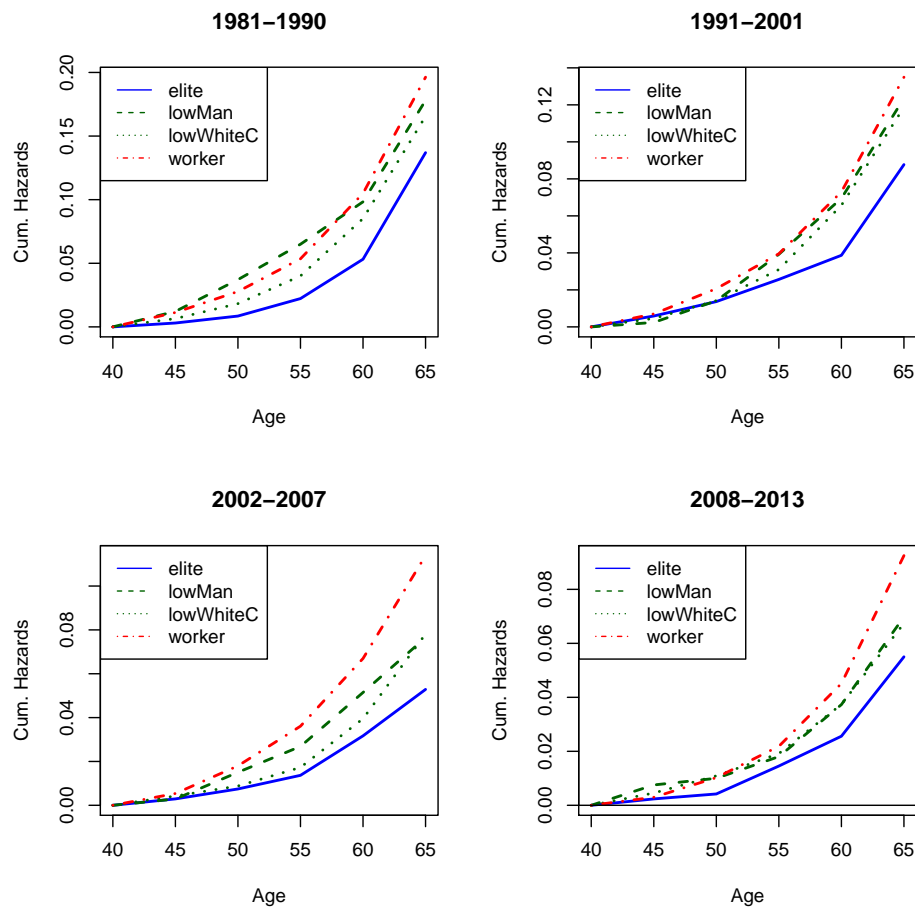 1981−1990
elite
lowMan
lowWhiteC
worker
0.00 0.05 0.10 0.15 0.20
Cum. Hazards
40 45 50 55 60 65
Age
1991−2001
elite
lowMan
lowWhiteC
worker
0.00 0.04 0.08 0.12
Cum. Hazards
40 45 50 55 60 65
Age
2002−2007
elite
lowMan
lowWhiteC
worker
0.00 0.04 0.08
Cum. Hazards
40 45 50 55 60 65
Age
2008−2013
elite
lowMan
lowWhiteC
worker
0.00 0.02 0.04 0.06 0.08
Cum. Hazards
40 45 50 55 60 65
Age